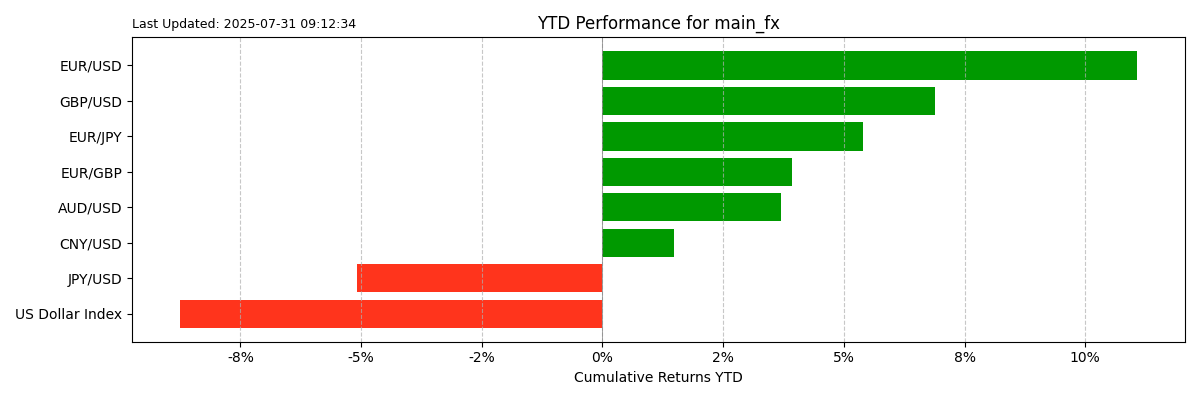 Last Updated: 2025-07-31 09:12:34
YTD Performance for main_fx
EUR/USD
GBP/USD
EUR/JPY
EUR/GBP
AUD/USD
CNY/USD
JPY/USD
US Dollar Index
-8% -5% -2% 0% 2% 5% 8% 10%
Cumulative Returns YTD